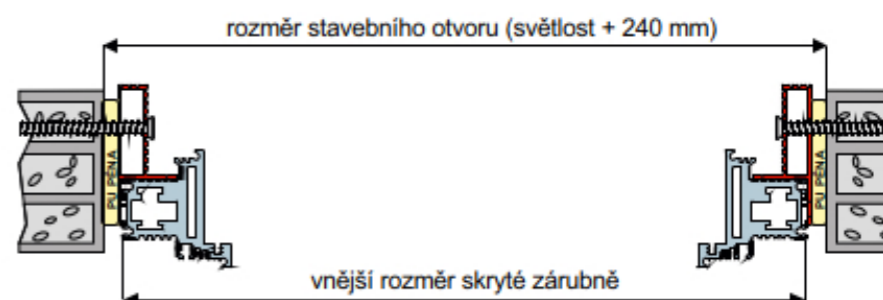 rozměr stavebního otvoru (světlost + 240 mm)
PU PĚNA
PU PĚNA
vnější rozměr skryté zárubně